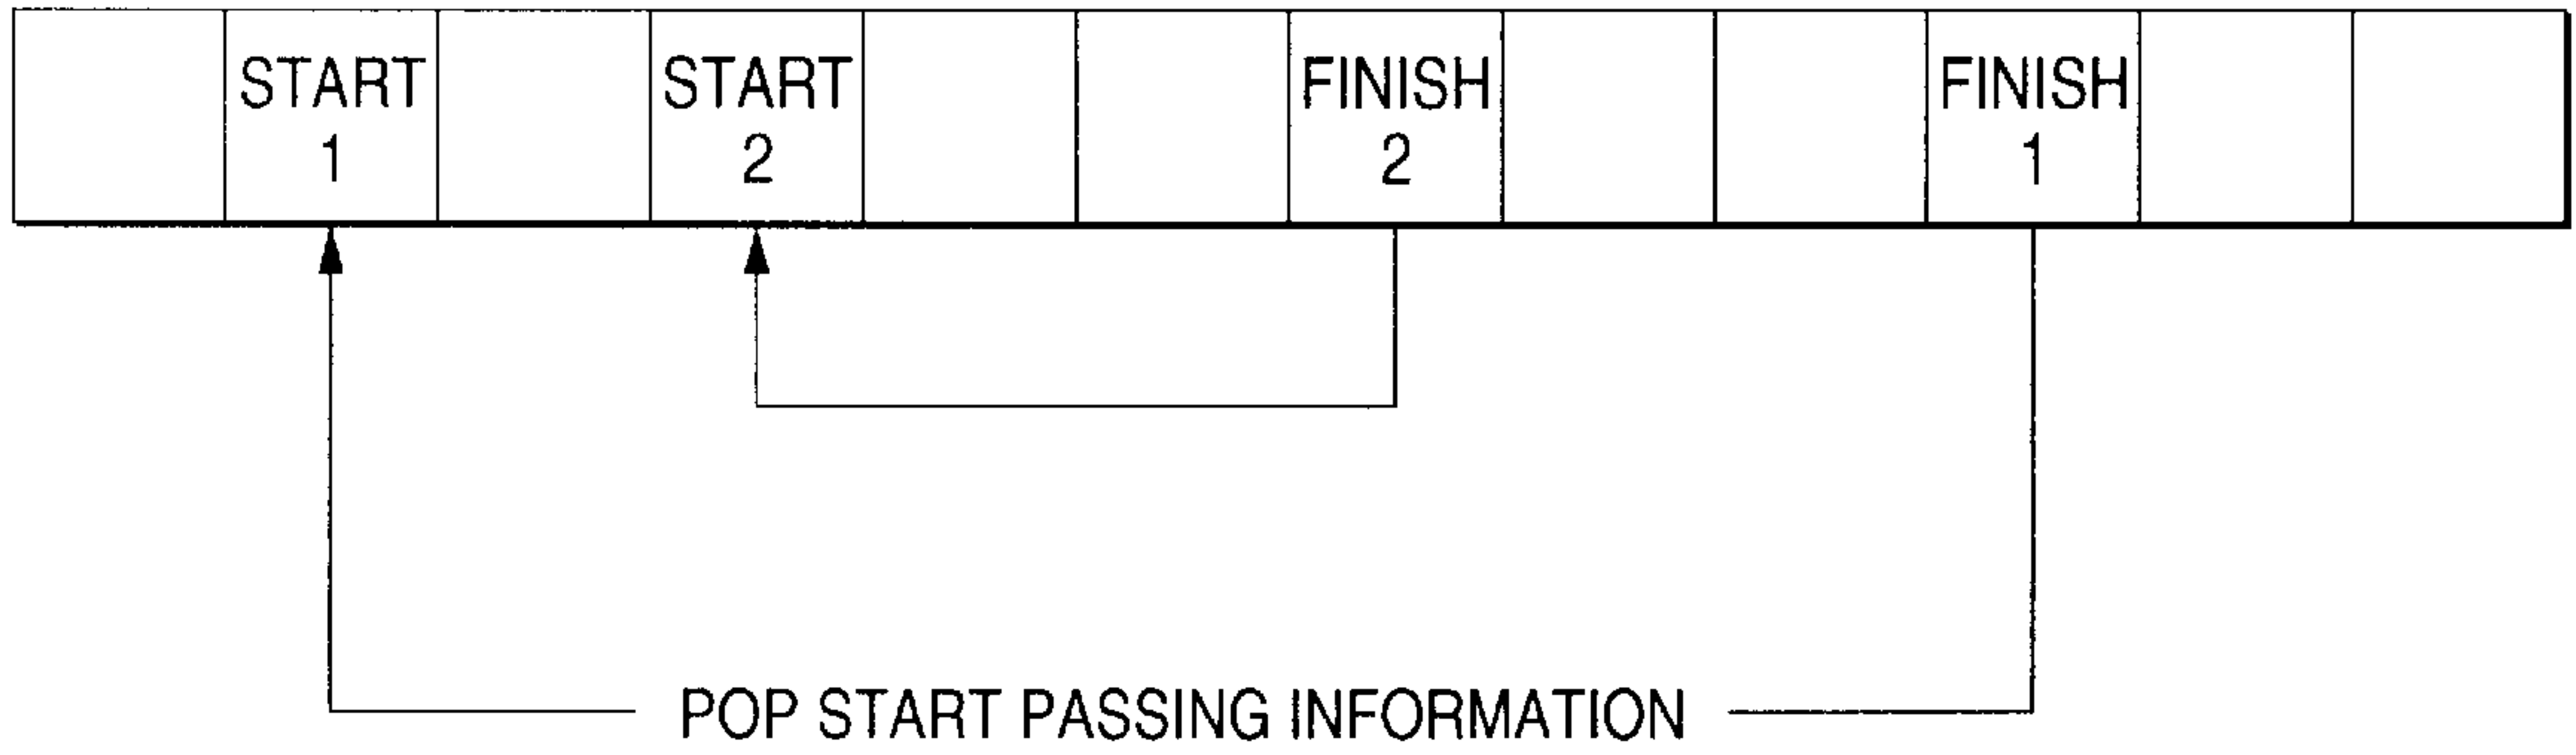 START 1
START 2
FINISH 2
FINISH 1
POP START PASSING INFORMATION